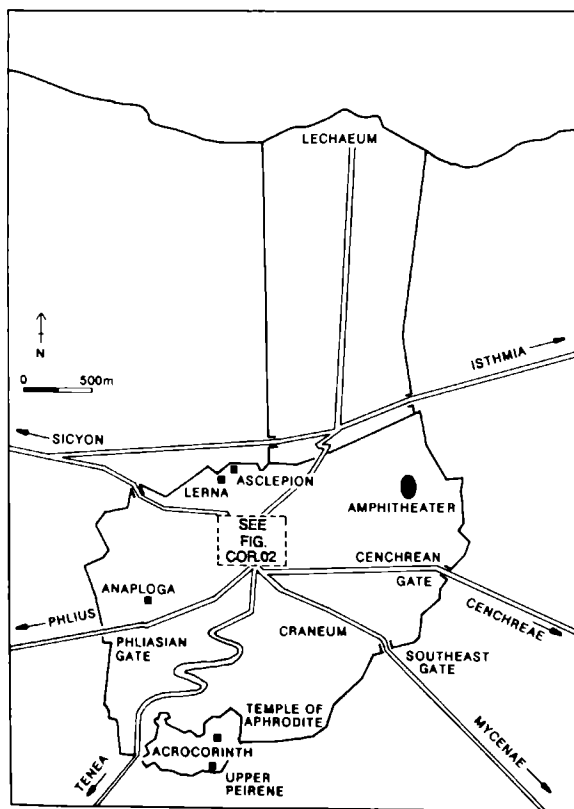 LECHAEUM
N
0 500m
ISTHMIA
SICYON
ASCLEPION
LERNA
AMPHITHEATER
SEE
FIG.
COR.02
CENCHREAN
GATE
ANAPLOGA
CENCHREAE
PHLIUS
PHLIASIAN
GATE
CRANEUM
SOUTHEAST
GATE
TEMPLE OF
APHRODITE
MYCENAE
ACROCORINTH
TENEA
UPPER
PEIRENE